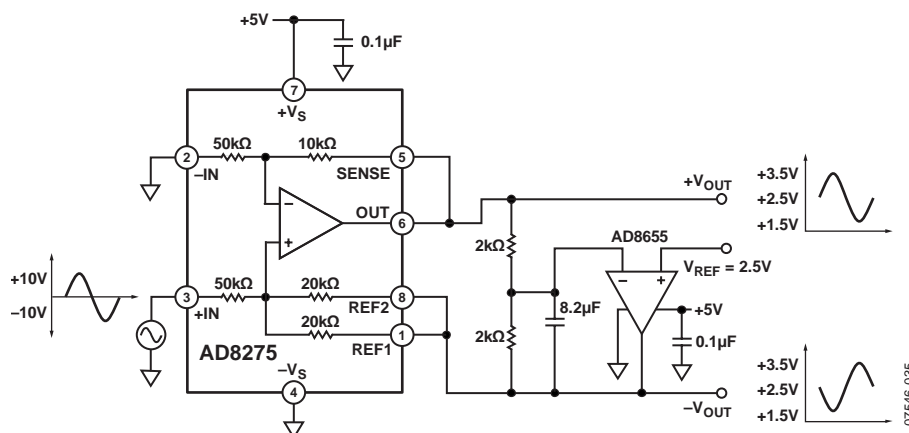 +5V
0.1µF
7
+VS
50kΩ
10kΩ
2
5
–IN
SENSE
+VOUT
+3.5V
+2.5V
+1.5V
–
OUT
6
+
2kΩ
AD8655
–
+
VREF = 2.5V
+10V
–10V
50kΩ
20kΩ
3
8
+IN
REF2
20kΩ
1
REF1
8.2µF
+5V
2kΩ
0.1µF
AD8275
–VS
4
–VOUT
+3.5V
+2.5V
+1.5V
07546-025